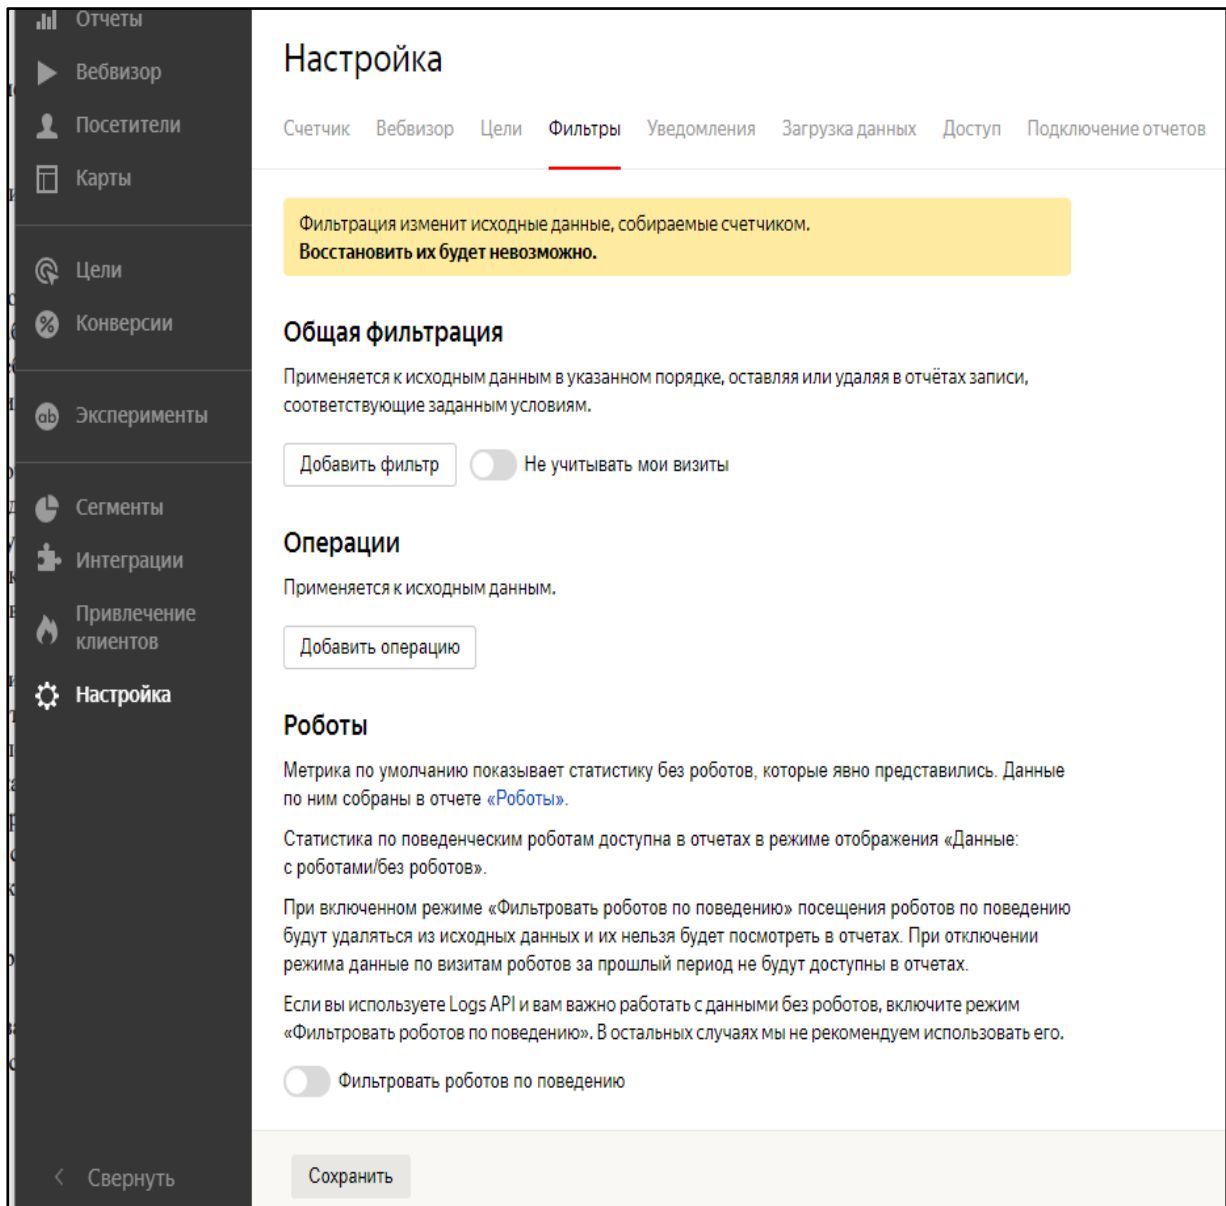 Отчеты
Вебвизор
Посетители
Карты
Цели
Конверсии
Эксперименты
Сегменты
Интеграции
Привлечение
клиентов
Настройка
Свернуть
Настройка
Счетчик Вебвизор Цели Фильтры Уведомления Загрузка данных Доступ Подключение отчетов
Фильтрация изменит исходные данные, собираемые счетчиком.
Восстановить их будет невозможно.
Общая фильтрация
Применяется к исходным данным в указанном порядке, оставляя или удаляя в отчётах записи,
соответствующие заданным условиям.
Добавить фильтр Не учитывать мои визиты
Операции
Применяется к исходным данным.
Добавить операцию
Роботы
Метрика по умолчанию показывает статистику без роботов, которые явно представились. Данные
по ним собраны в отчете «Роботы».
Статистика по поведенческим роботам доступна в отчетах в режиме отображения «Данные:
с роботами/без роботов».
При включенном режиме «Фильтровать роботов по поведению» посещения роботов по поведению
будут удаляться из исходных данных и их нельзя будет посмотреть в отчетах. При отключении
режима данные по визитам роботов за прошлый период не будут доступны в отчетах.
Если вы используете Logs API и вам важно работать с данными без роботов, включите режим
«Фильтровать роботов по поведению». В остальных случаях мы не рекомендуем использовать его.
Фильтровать роботов по поведению
Сохранить